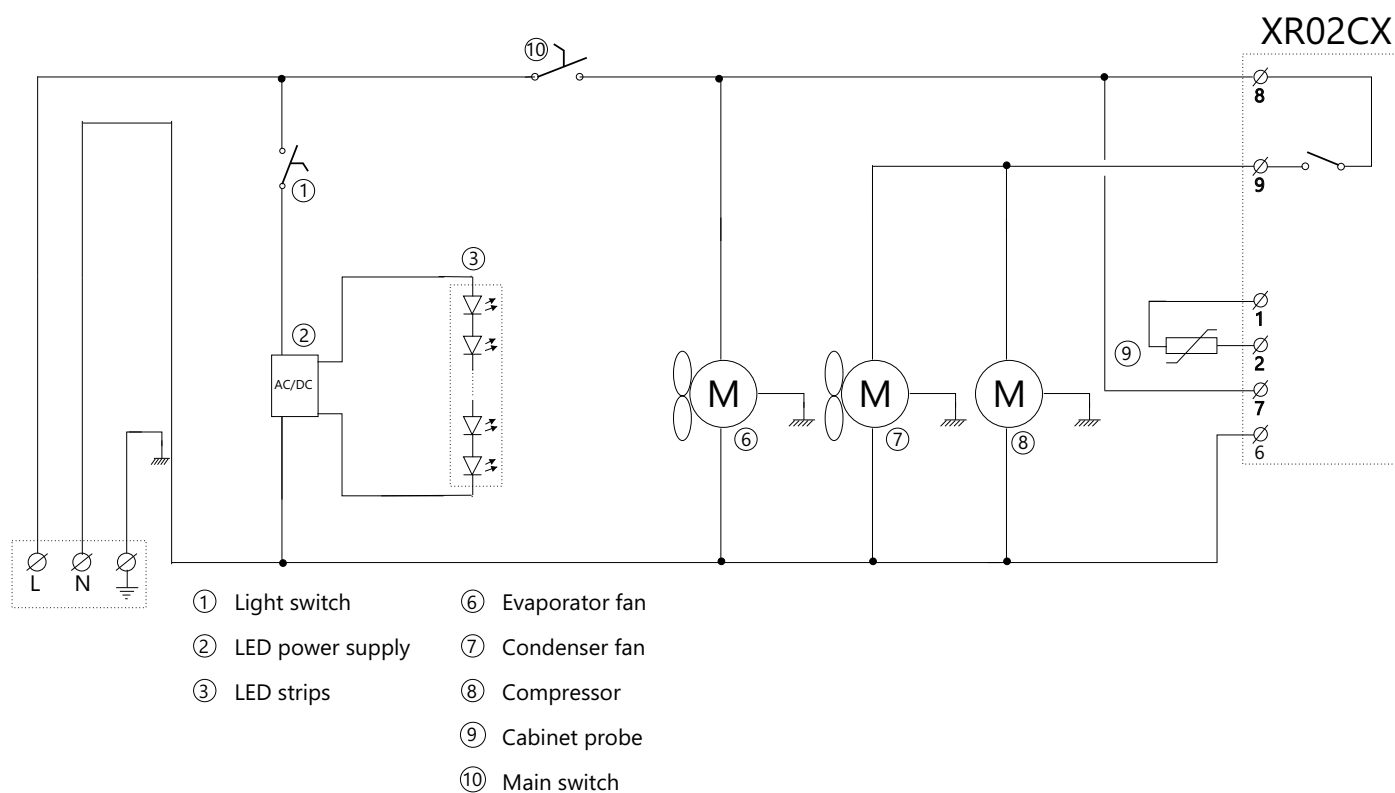 XR02CX
⑩
8
9
①
③
1
②
AC/DC
⑨
2
7
M
M
M
⑥
⑦
⑧
6
L
N
① Light switch
② LED power supply
③ LED strips
⑥ Evaporator fan
⑦ Condenser fan
⑧ Compressor
⑨ Cabinet probe
⑩ Main switch